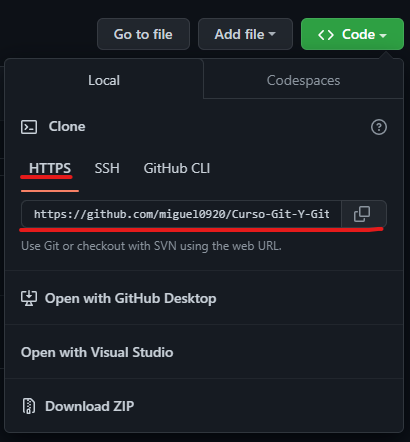 Go to file Add file Code
Local Codespaces
Clone
HTTPS SSH GitHub CLI
https://github.com/miguel0920/Curso-Git-Y-Git
Use Git or checkout with SVN using the web URL.
Open with GitHub Desktop
Open with Visual Studio
Download ZIP